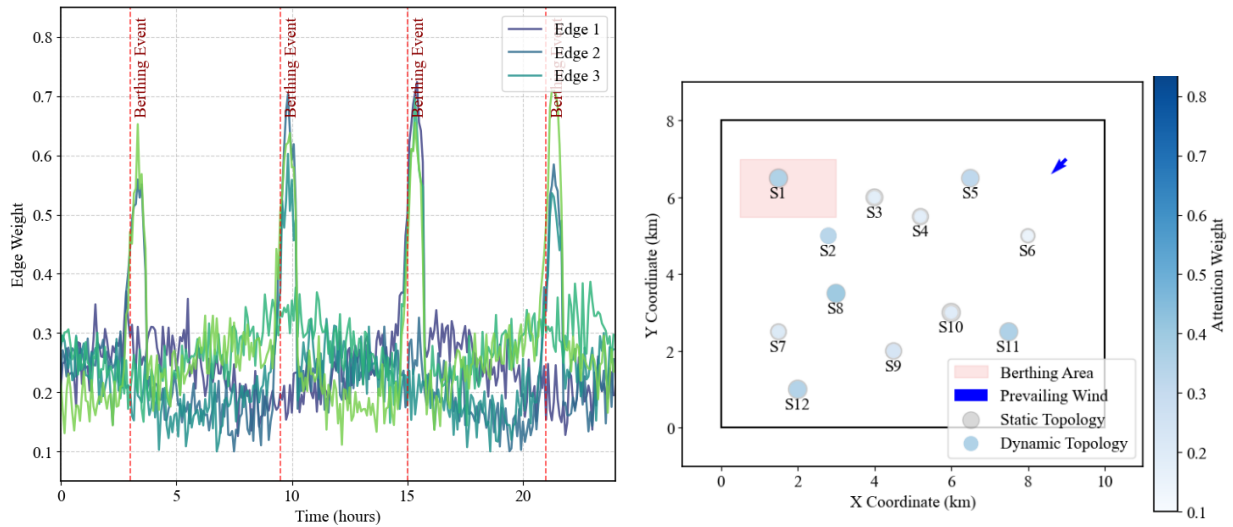 0.8
0.7
0.6
0.5
0.4
0.3
0.2
0.1
Edge Weight
0
5
10
15
20
Time (hours)
Berthing Event
Berthing Event
Berthing Event
Berthing Event
Edge 1
Edge 2
Edge 3
8
6
4
2
0
Y Coordinate (km)
0
2
4
6
8
10
X Coordinate (km)
S1
S5
S3
S4
S2
S6
S8
S10
S7
S11
S9
S12
Berthing Area
Prevailing Wind
Static Topology
Dynamic Topology
0.8
0.7
0.6
0.5
0.4
0.3
0.2
0.1
Attention Weight